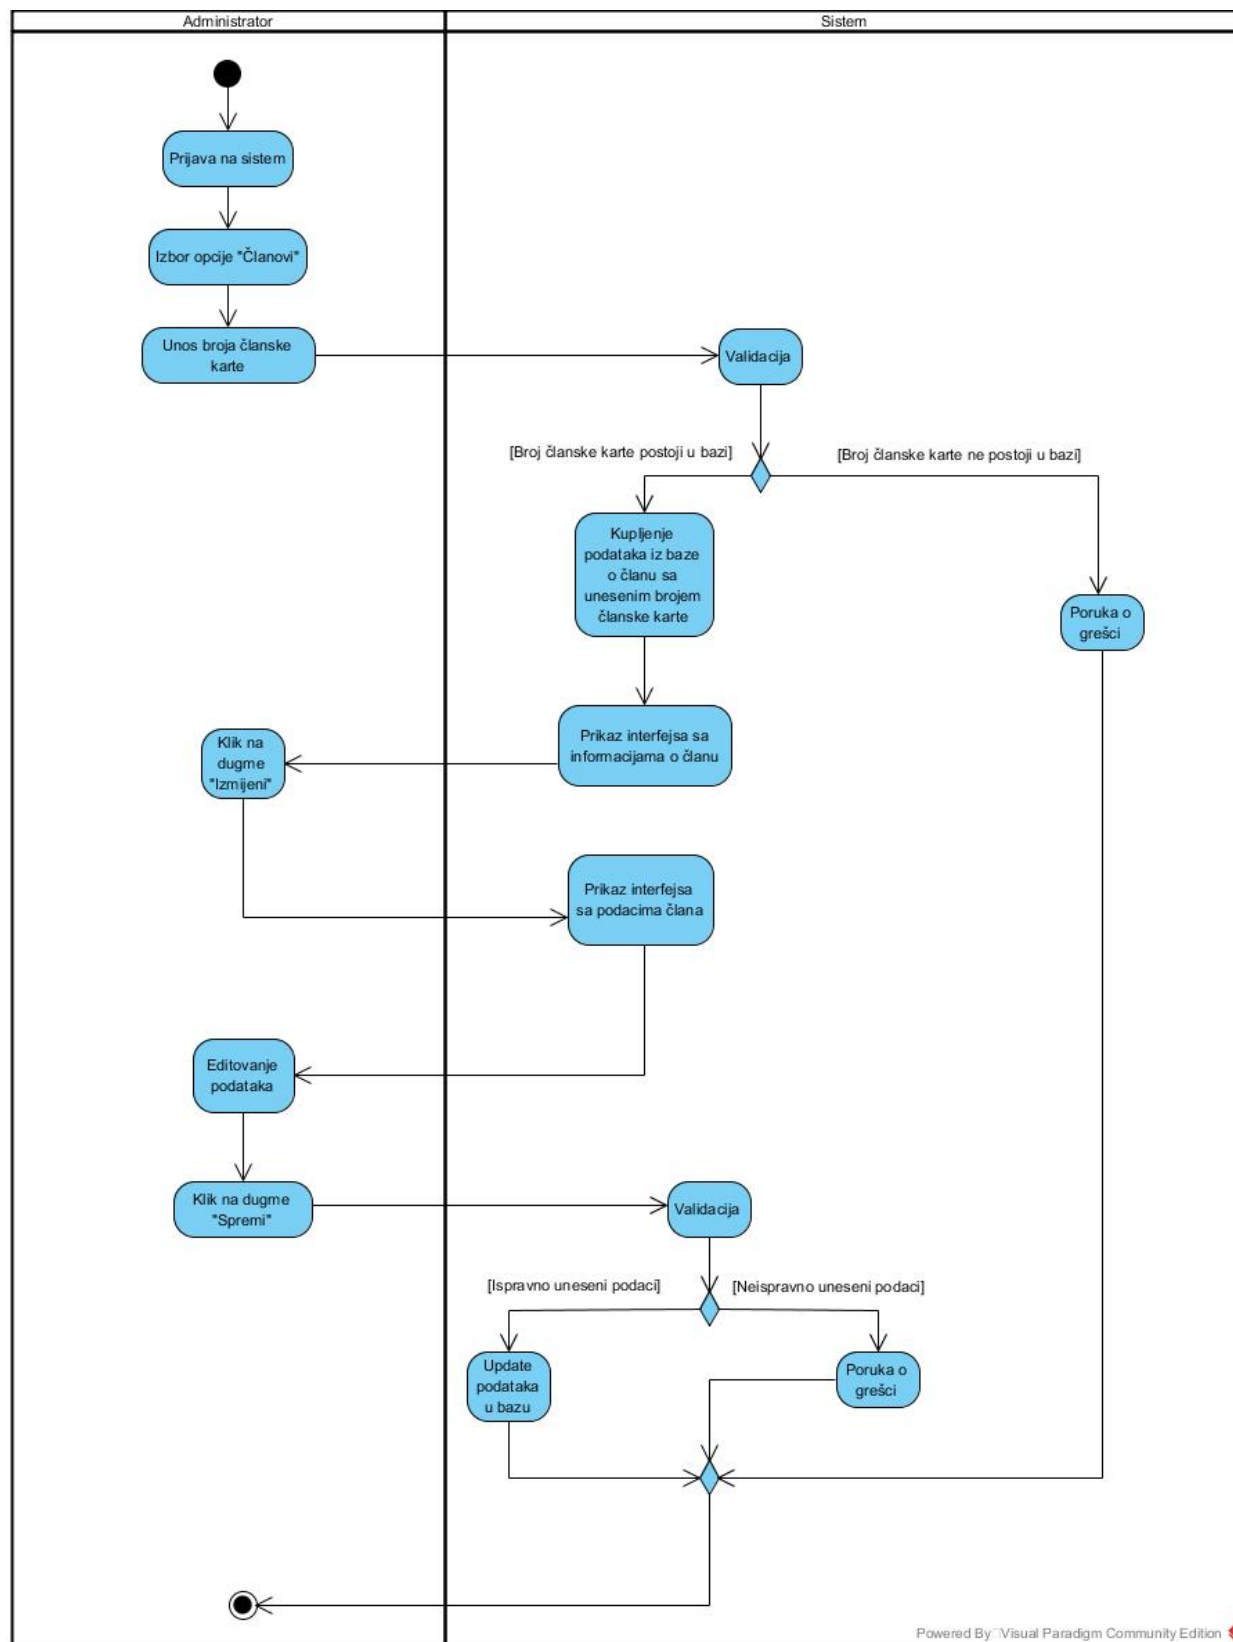 Administrator
Sistem
Prijava na sistem
Izbor opcije "Članovi"
Unos broja članske
karte
Validacija
[Broj članske karte postoji u bazi]
[Broj članske karte ne postoji u bazi]
Kupljenje
podataka iz baze
o članu sa
unesenim brojem
članske karte
Poruka o
grešci
Prikaz interfejsa sa
informacijama o članu
Klik na
dugme
"Izmijeni"
Prikaz interfejsa
sa podacima člana
Editovanje
podataka
Klik na dugme
"Spremi"
Validacija
[Ispravno uneseni podaci]
[Neispravno uneseni podaci]
Update
podataka
u bazu
Poruka o
grešci
Powered By Visual Paradigm Community Edition